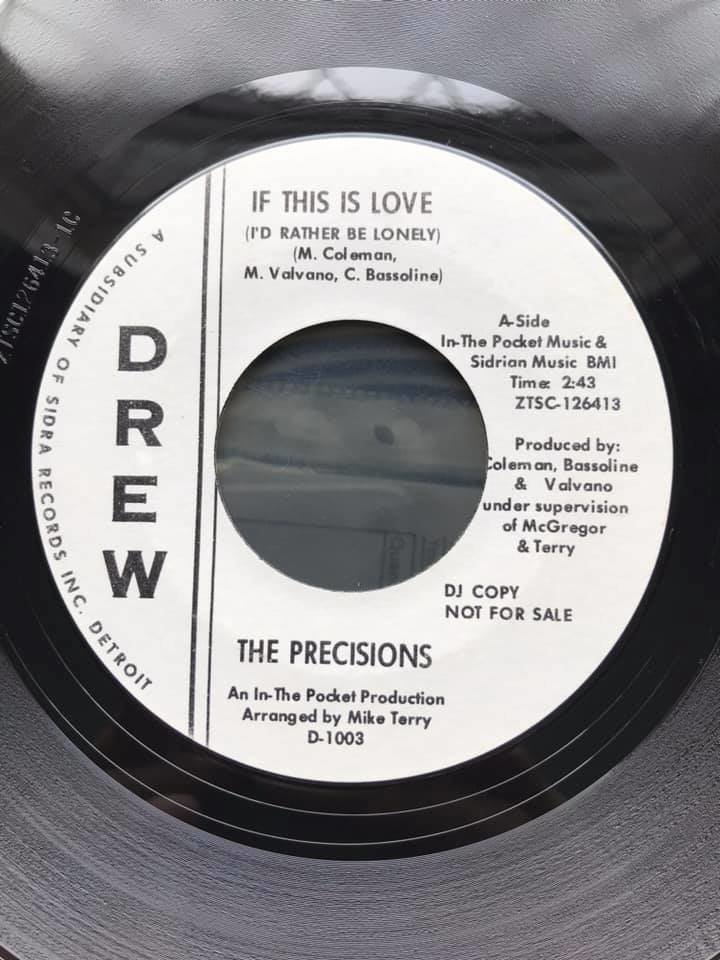 IF THIS IS LOVE
(I'D RATHER BE LONELY)
(M. Coleman,
M. Valvano, C. Bassoline)
A-Side
In-The Pocket Music &
Sidrian Music BMI
Time: 2:43
ZTSC-126413
Produced by:
Coleman, Bassoline
& Valvano
under supervision
of McGregor
& Terry
DJ COPY
NOT FOR SALE
DREW
A SUBSIDIARY OF SIDRA RECORDS INC. DETROIT
THE PRECISIONS
An In-The Pocket Production
Arranged by Mike Terry
D-1003
ZTSC126413-1C